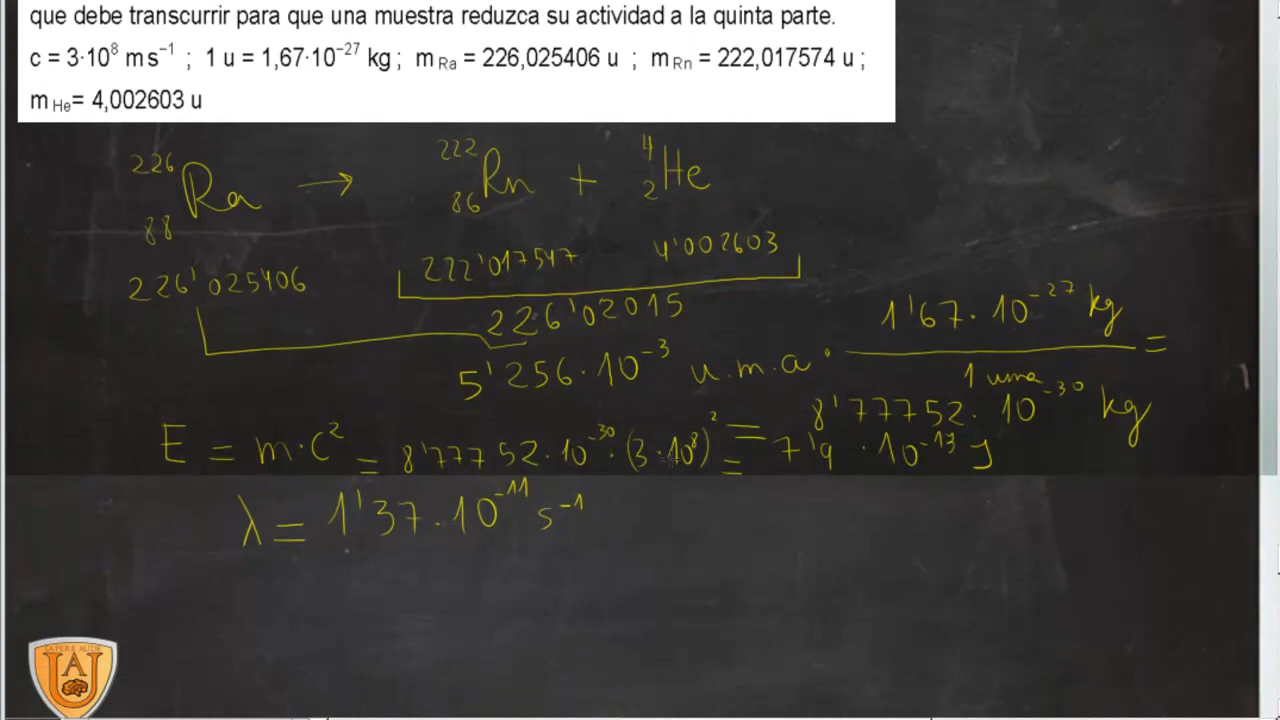 que debe transcurrir para que una muestra reduzca su actividad a la quinta parte.
c = 3·10⁸ m s⁻¹ ; 1 u = 1,67·10⁻²⁷ kg ; m Ra = 226,025406 u ; m Rn = 222,017574 u ;
m He= 4,002603 u
²²⁶₈₈Ra → ²²²₈₆Rn + ⁴₂He
226'025406 222'017547 4'002603
226'02015
5'256·10⁻³ u.m.a · 1'67·10⁻²⁷ kg / 1 uma =
8'77752·10⁻³⁰ kg
E = m·c² = 8'77752·10⁻³⁰·(3·10⁸)² = 7'9·10⁻¹³ J
λ = 1'37·10⁻¹¹ s⁻¹